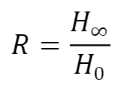 R = H∞ / H0